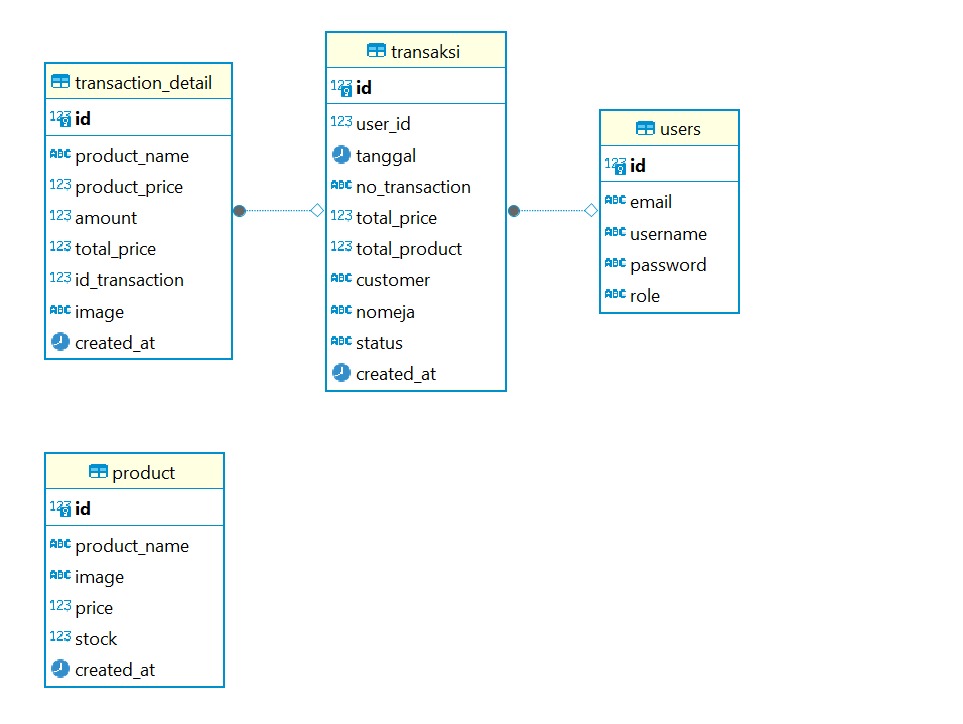 transaction_detail
123 id
ABC product_name
123 product_price
123 amount
123 total_price
123 id_transaction
ABC image
created_at
transaksi
123 id
123 user_id
tanggal
ABC no_transaction
123 total_price
123 total_product
ABC customer
ABC nomeja
ABC status
created_at
users
123 id
ABC email
ABC username
ABC password
ABC role
product
123 id
ABC product_name
ABC image
123 price
123 stock
created_at